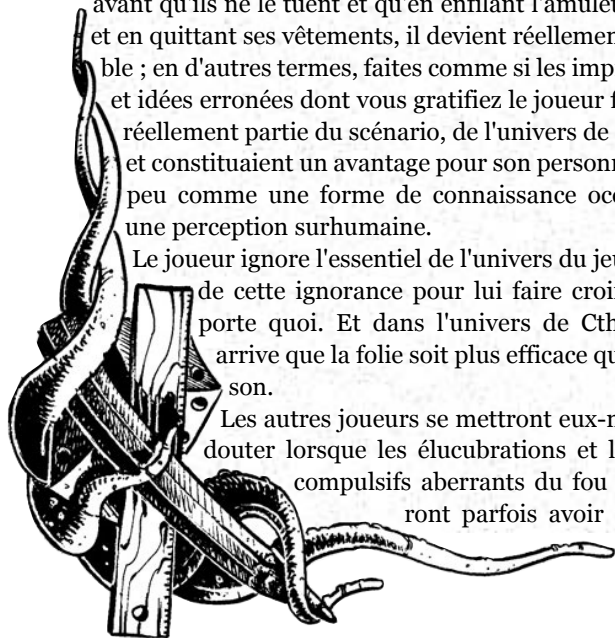 avant qu'ils ne le tuent et qu'en enfilant l'amulet
et en quittant ses vêtements, il devient réellemen
ble ; en d'autres termes, faites comme si les imp
et idées erronées dont vous gratifiez le joueur f
réellement partie du scénario, de l'univers de
et constituaient un avantage pour son personn
peu comme une forme de connaissance occ
une perception surhumaine.
Le joueur ignore l'essentiel de l'univers du jeu
de cette ignorance pour lui faire croi
porte quoi. Et dans l'univers de Cth
arrive que la folie soit plus efficace qu
son.
Les autres joueurs se mettront eux-m
douter lorsque les élucubrations et l
compulsifs aberrants du fou
ront parfois avoir